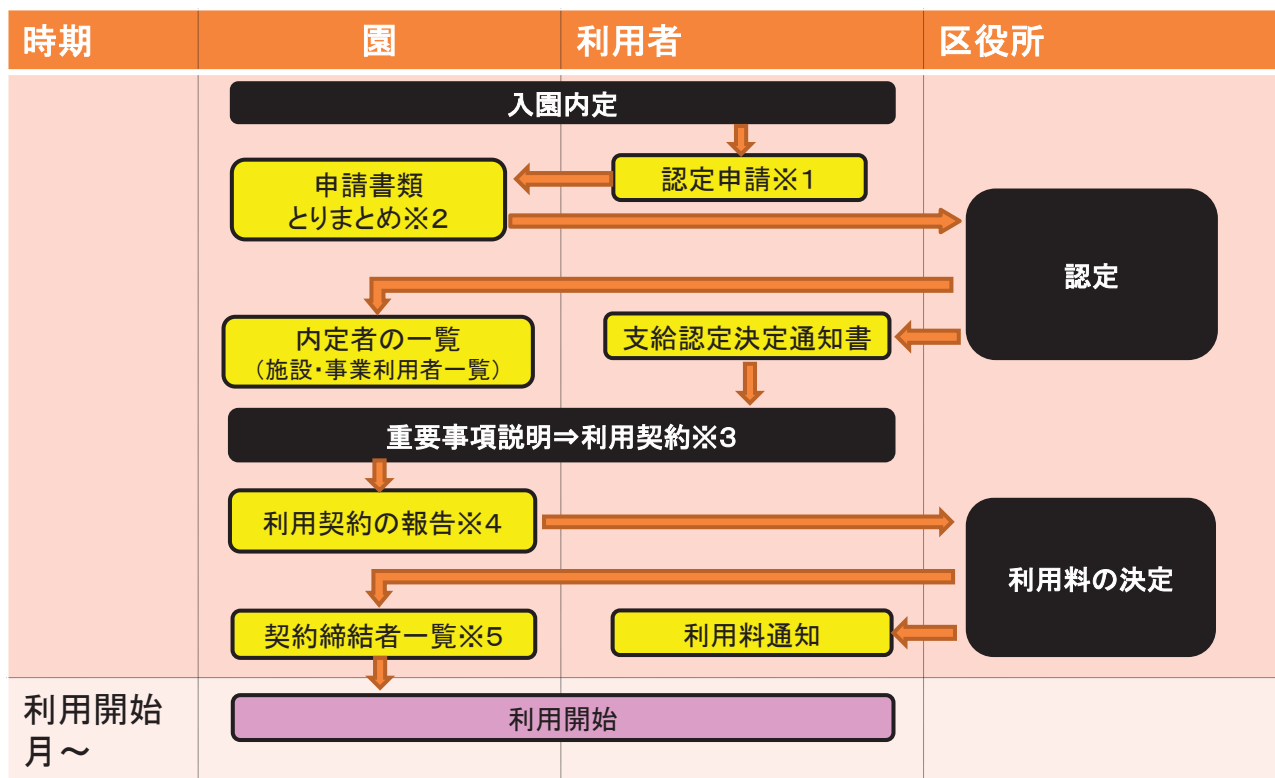 時期
園
利用者
区役所
入園内定
認定申請※1
申請書類
とりまとめ※2
認定
内定者の一覧
(施設・事業利用者一覧)
支給認定決定通知書
重要事項説明⇒利用契約※3
利用契約の報告※4
利用料の決定
契約締結者一覧※5
利用料通知
利用開始
月～
利用開始